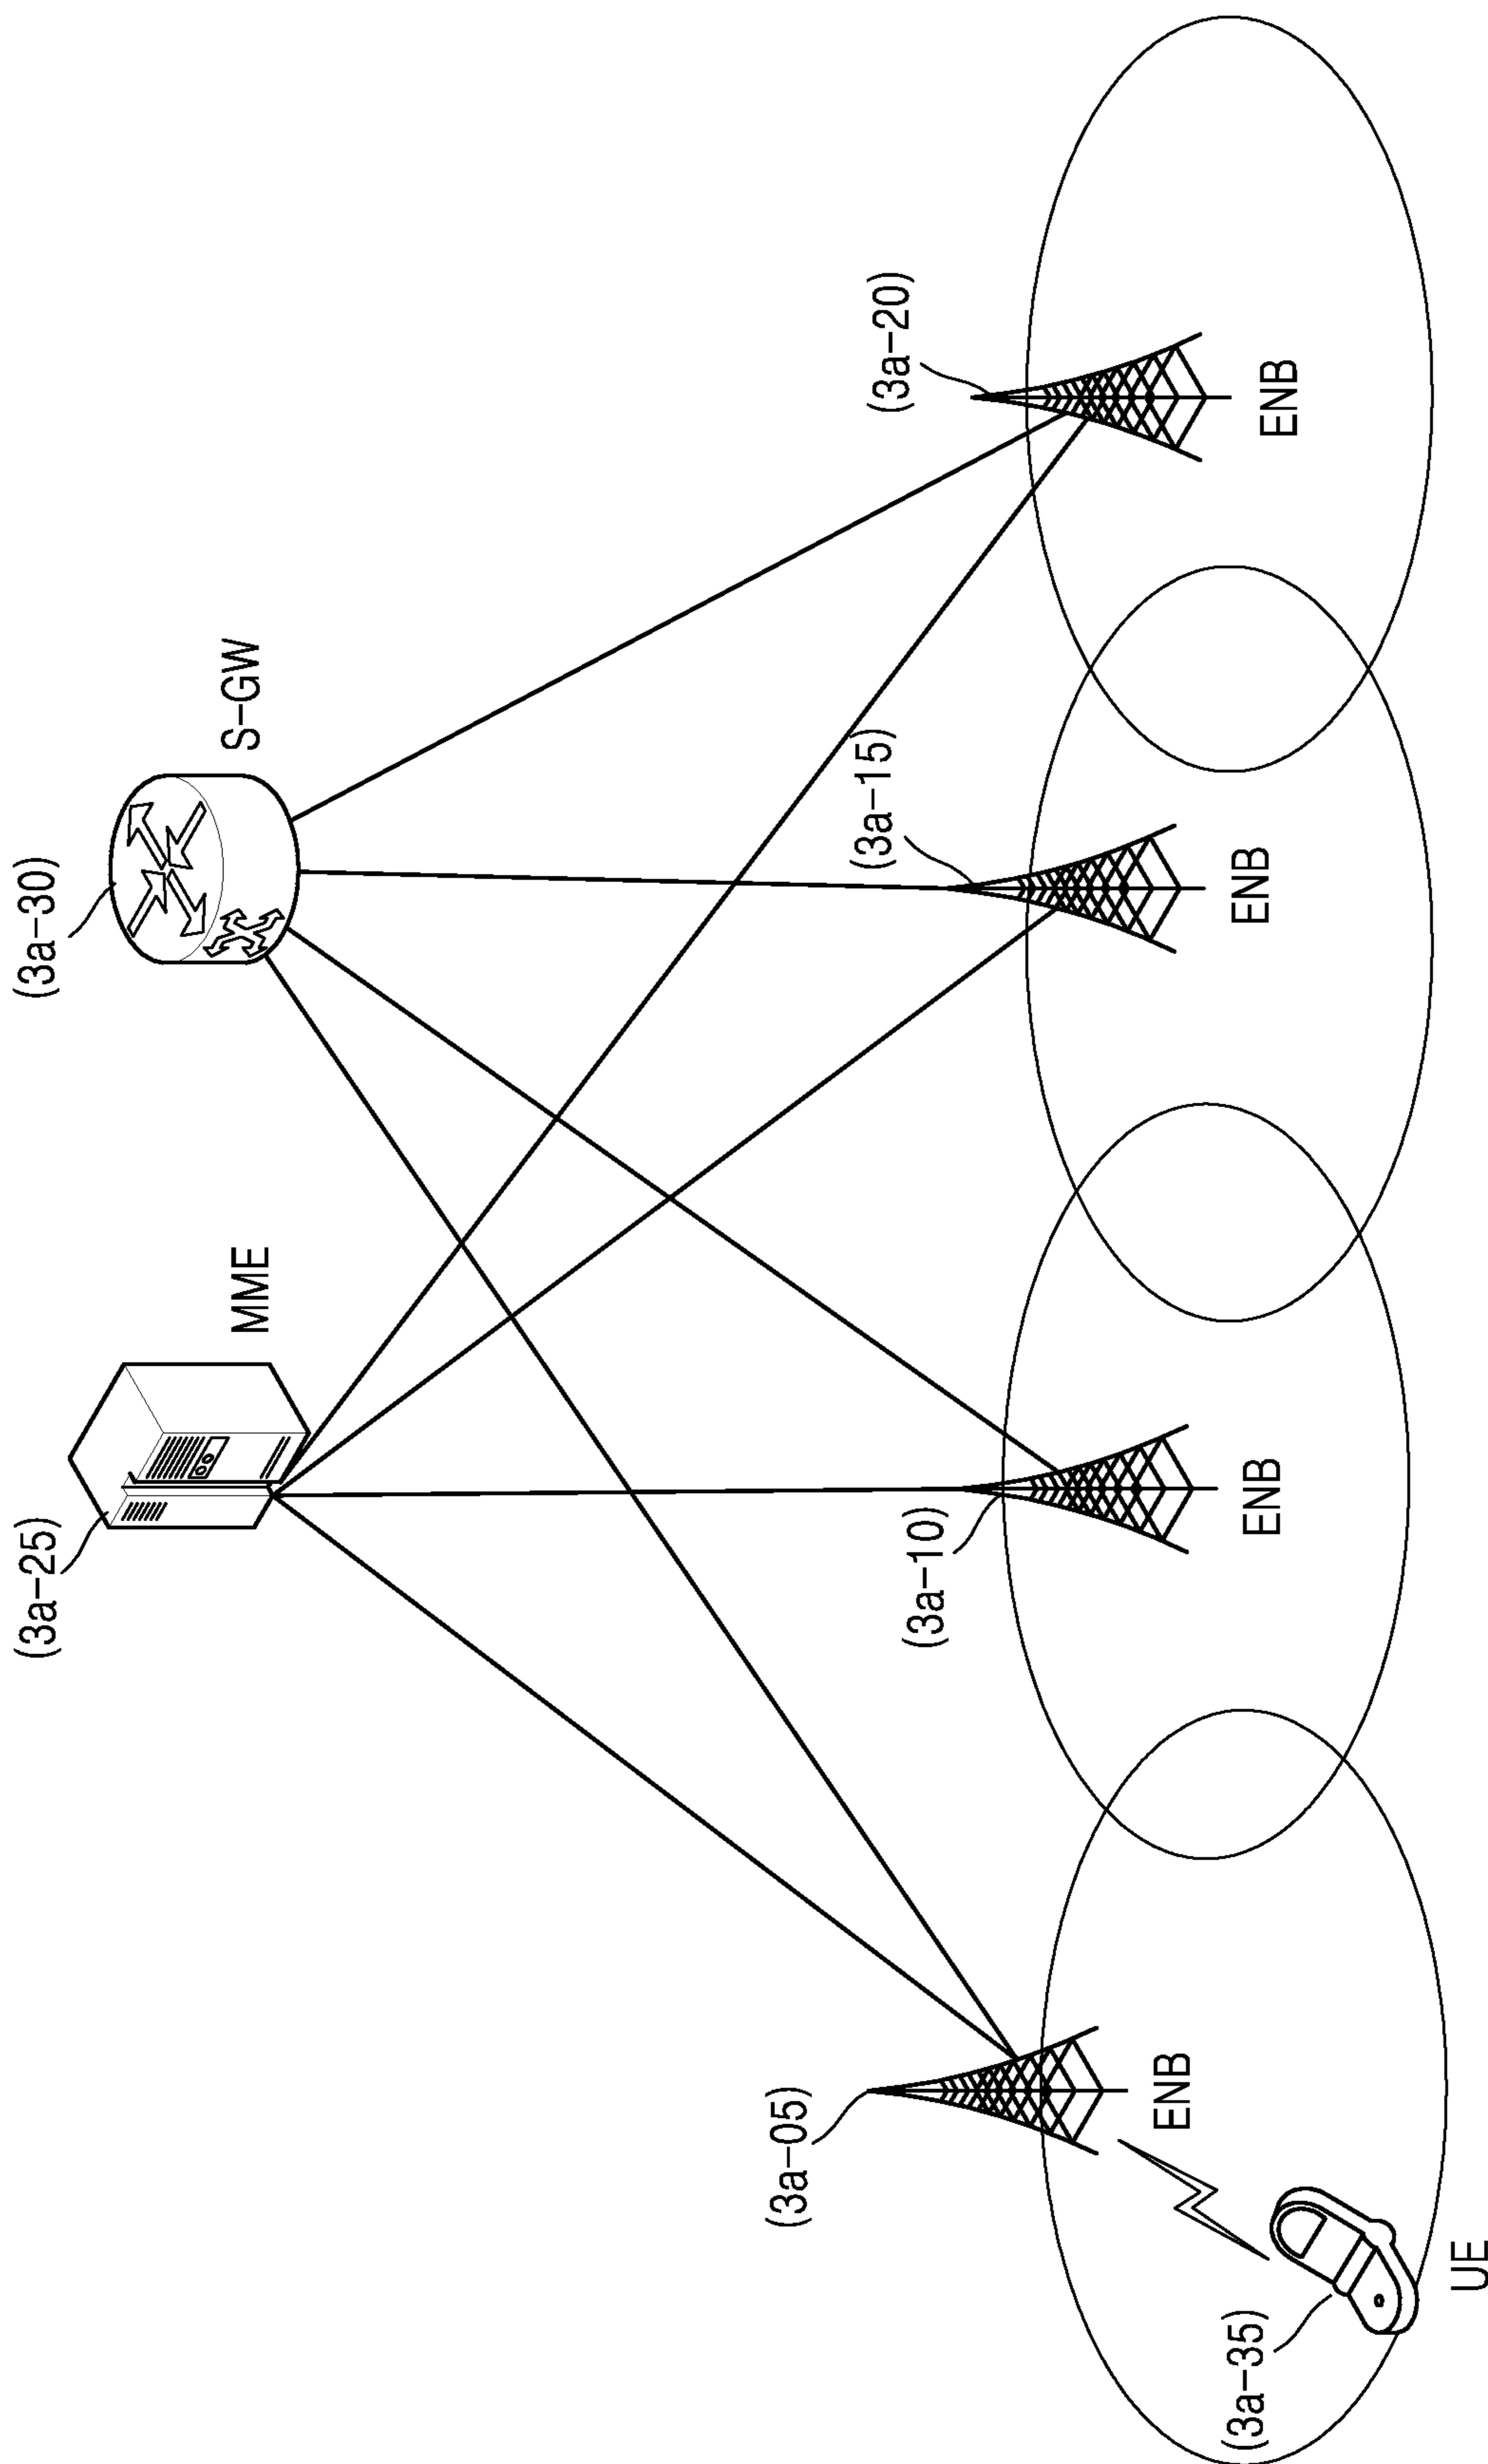 (3a-25)
MME
(3a-30)
S-GW
(3a-05)
ENB
(3a-10)
ENB
(3a-15)
ENB
(3a-20)
ENB
(3a-35)
UE